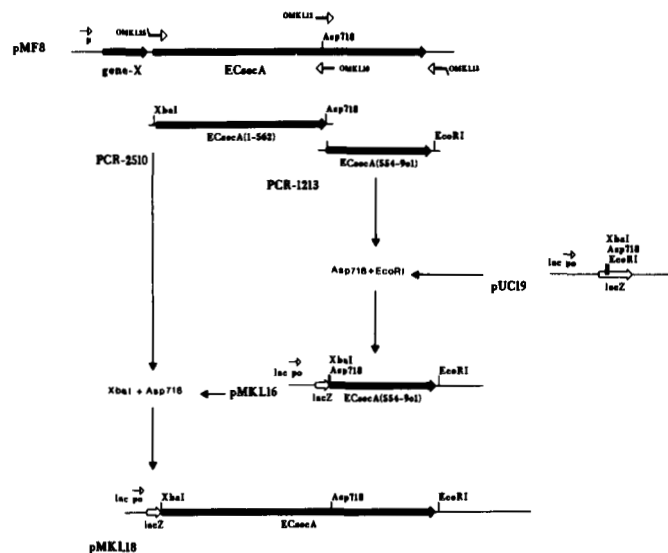 OMKL12
pMF8
p
OMKL25
Asp718
gene-X
ECsecA
OMKL10
OMKL13
XbaI
Asp718
ECsecA(1-562)
EcoRI
PCR-2510
ECsecA(554-901)
PCR-1213
XbaI
Asp718
EcoRI
lac po
lacZ
Asp718+EcoRI
pUC19
XbaI
Asp718
EcoRI
lac po
XbaI + Asp718
pMKL16
lacZ
ECsecA(554-901)
lac po
XbaI
Asp718
EcoRI
lacZ
ECsecA
pMKL18